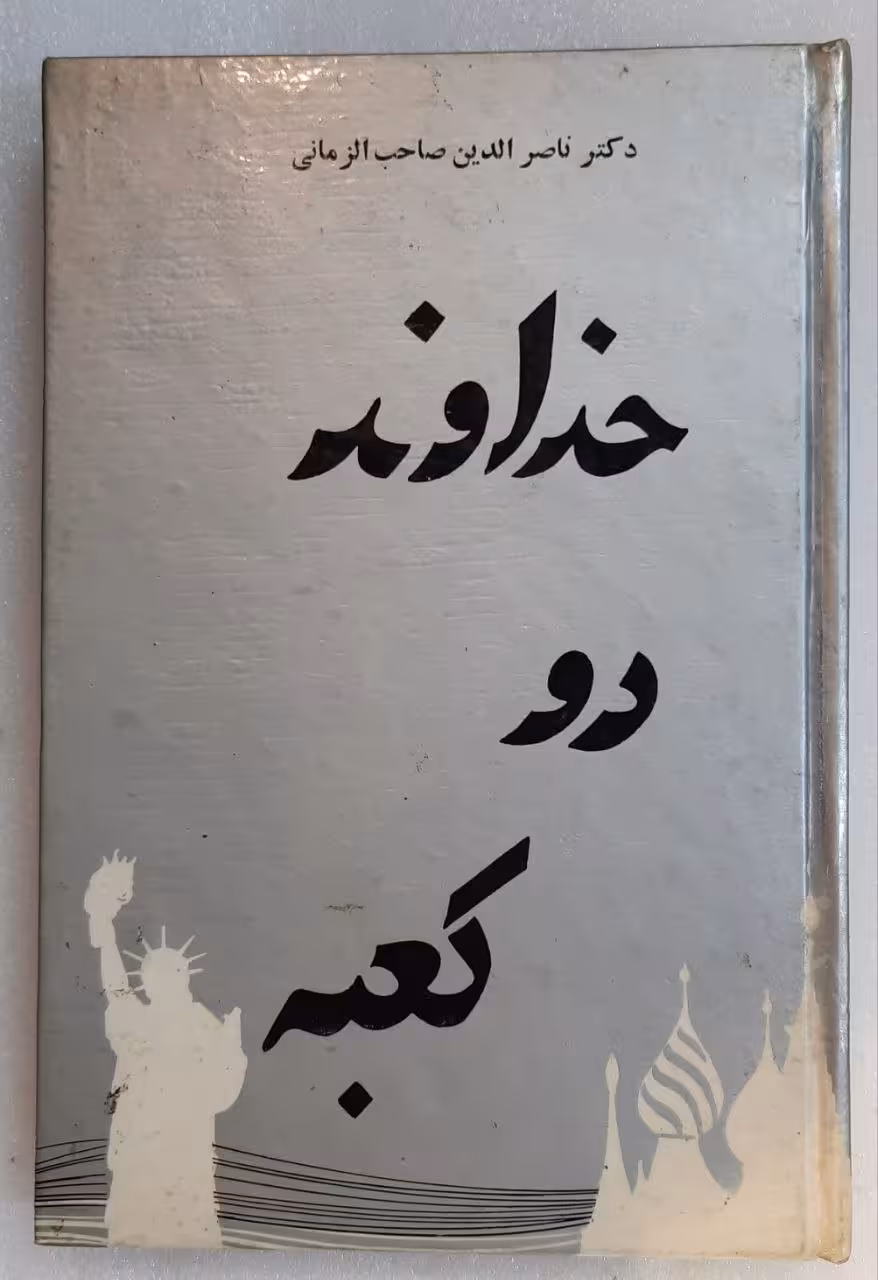 دکتر ناصر الدین صاحب الزمانی
خداوند
دو
کعبه